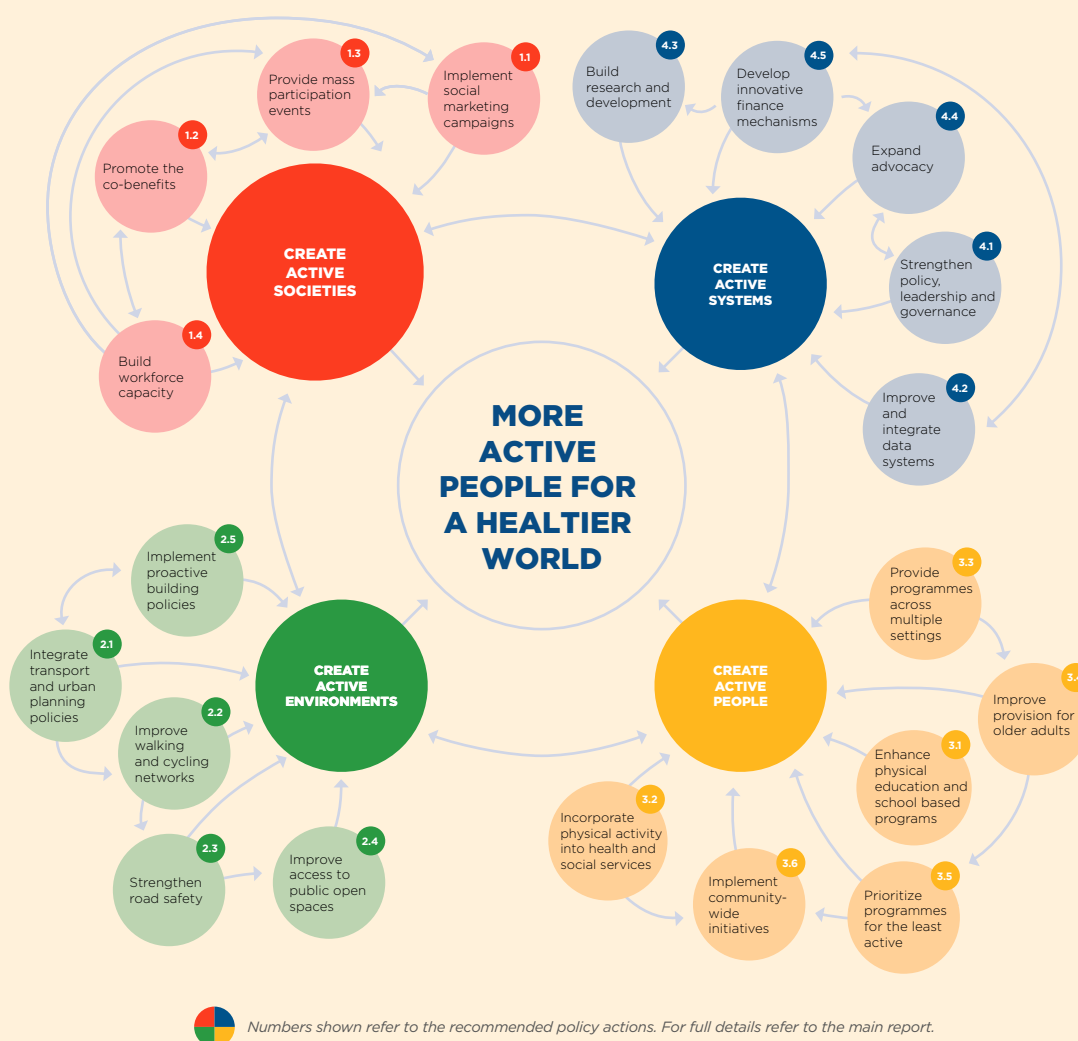 1.3
Provide mass
participation
events
1.1
Implement
social
marketing
campaigns
1.2
Promote the
co-benefits
1.4
Build
workforce
capacity
CREATE
ACTIVE
SOCIETIES
4.3
Build
research and
development
4.5
Develop
innovative
finance
mechanisms
4.4
Expand
advocacy
4.1
Strengthen
policy,
leadership and
governance
4.2
Improve
and
integrate
data
systems
CREATE
ACTIVE
SYSTEMS
MORE
ACTIVE
PEOPLE FOR
A HEALTIER
WORLD
2.5
Implement
proactive
building
policies
2.1
Integrate
transport
and urban
planning
policies
2.2
Improve
walking
and cycling
networks
2.3
Strengthen
road safety
2.4
Improve
access to
public open
spaces
CREATE
ACTIVE
ENVIRONMENTS
CREATE
ACTIVE
PEOPLE
3.3
Provide
programmes
across
multiple
settings
Improve
provision for
older adults
3.1
Enhance
physical
education and
school based
programs
3.2
Incorporate
physical activity
into health and
social services
3.6
Implement
community-
wide
initiatives
3.5
Prioritize
programmes
for the least
active
Numbers shown refer to the recommended policy actions. For full details refer to the main report.